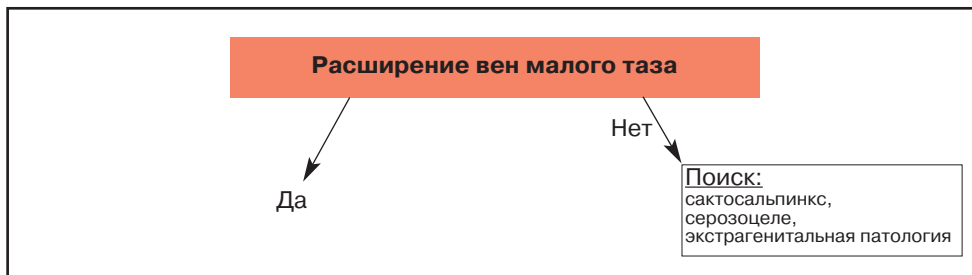 Расширение вен малого таза
Нет
Да
Поиск:
сактосальпинкс,
серозоцеле,
экстрагенитальная патология